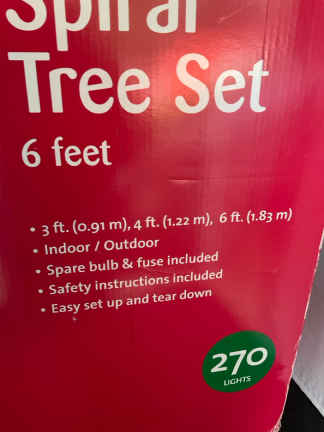 Spiral
Tree Set
6 feet
• 3 ft. (0.91 m), 4 ft. (1.22 m), 6 ft. (1.83 m)
• Indoor / Outdoor
• Spare bulb & fuse included
• Safety instructions included
• Easy set up and tear down
270
LIGHTS